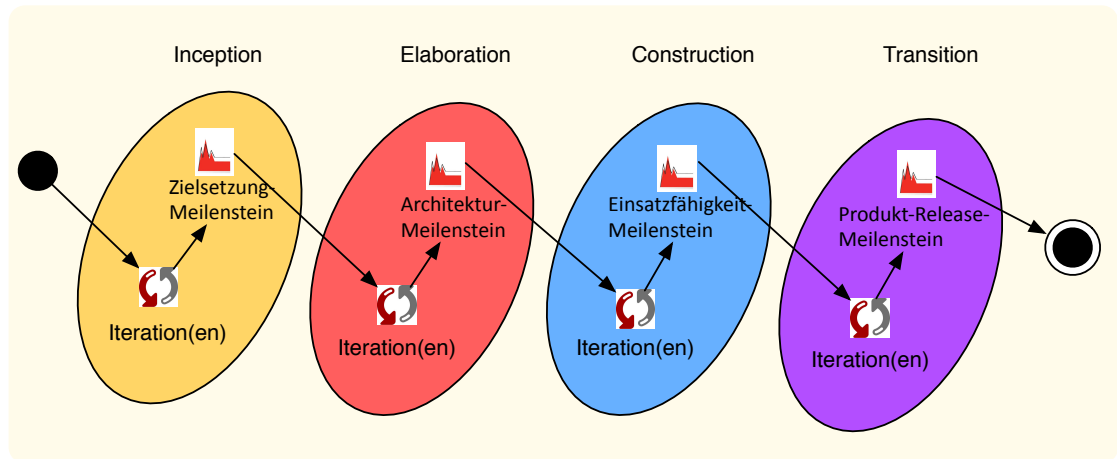 Inception
Elaboration
Construction
Transition
Zielsetzung-
Meilenstein
Iteration(en)
Architektur-
Meilenstein
Iteration(en)
Einsatzfähigkeit-
Meilenstein
Iteration(en)
Produkt-Release-
Meilenstein
Iteration(en)